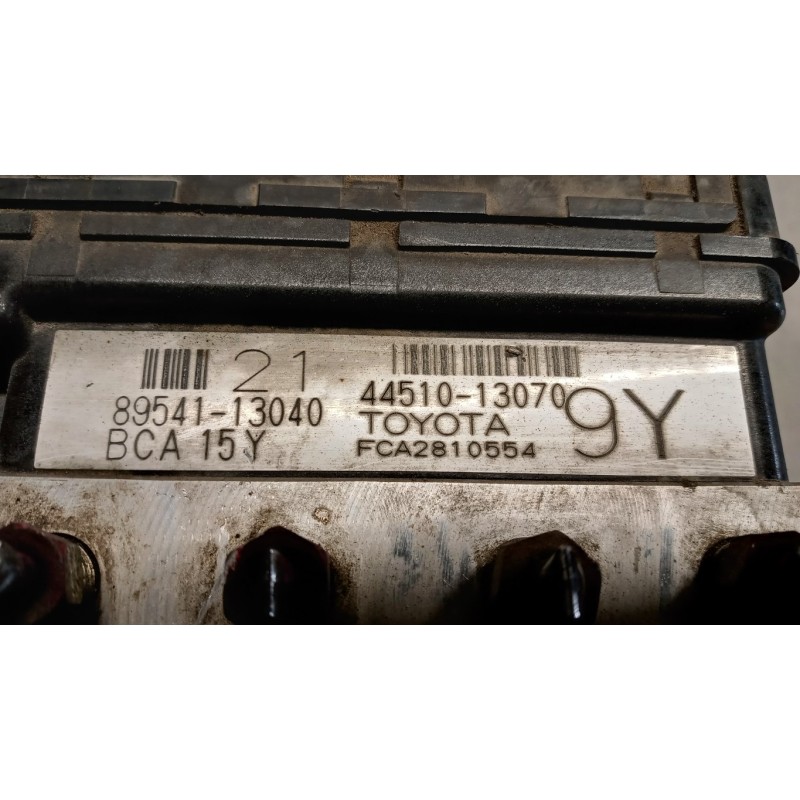 21
89541-13040
BCA 15Y
44510-13070
TOYOTA
FCA2810554
9Y